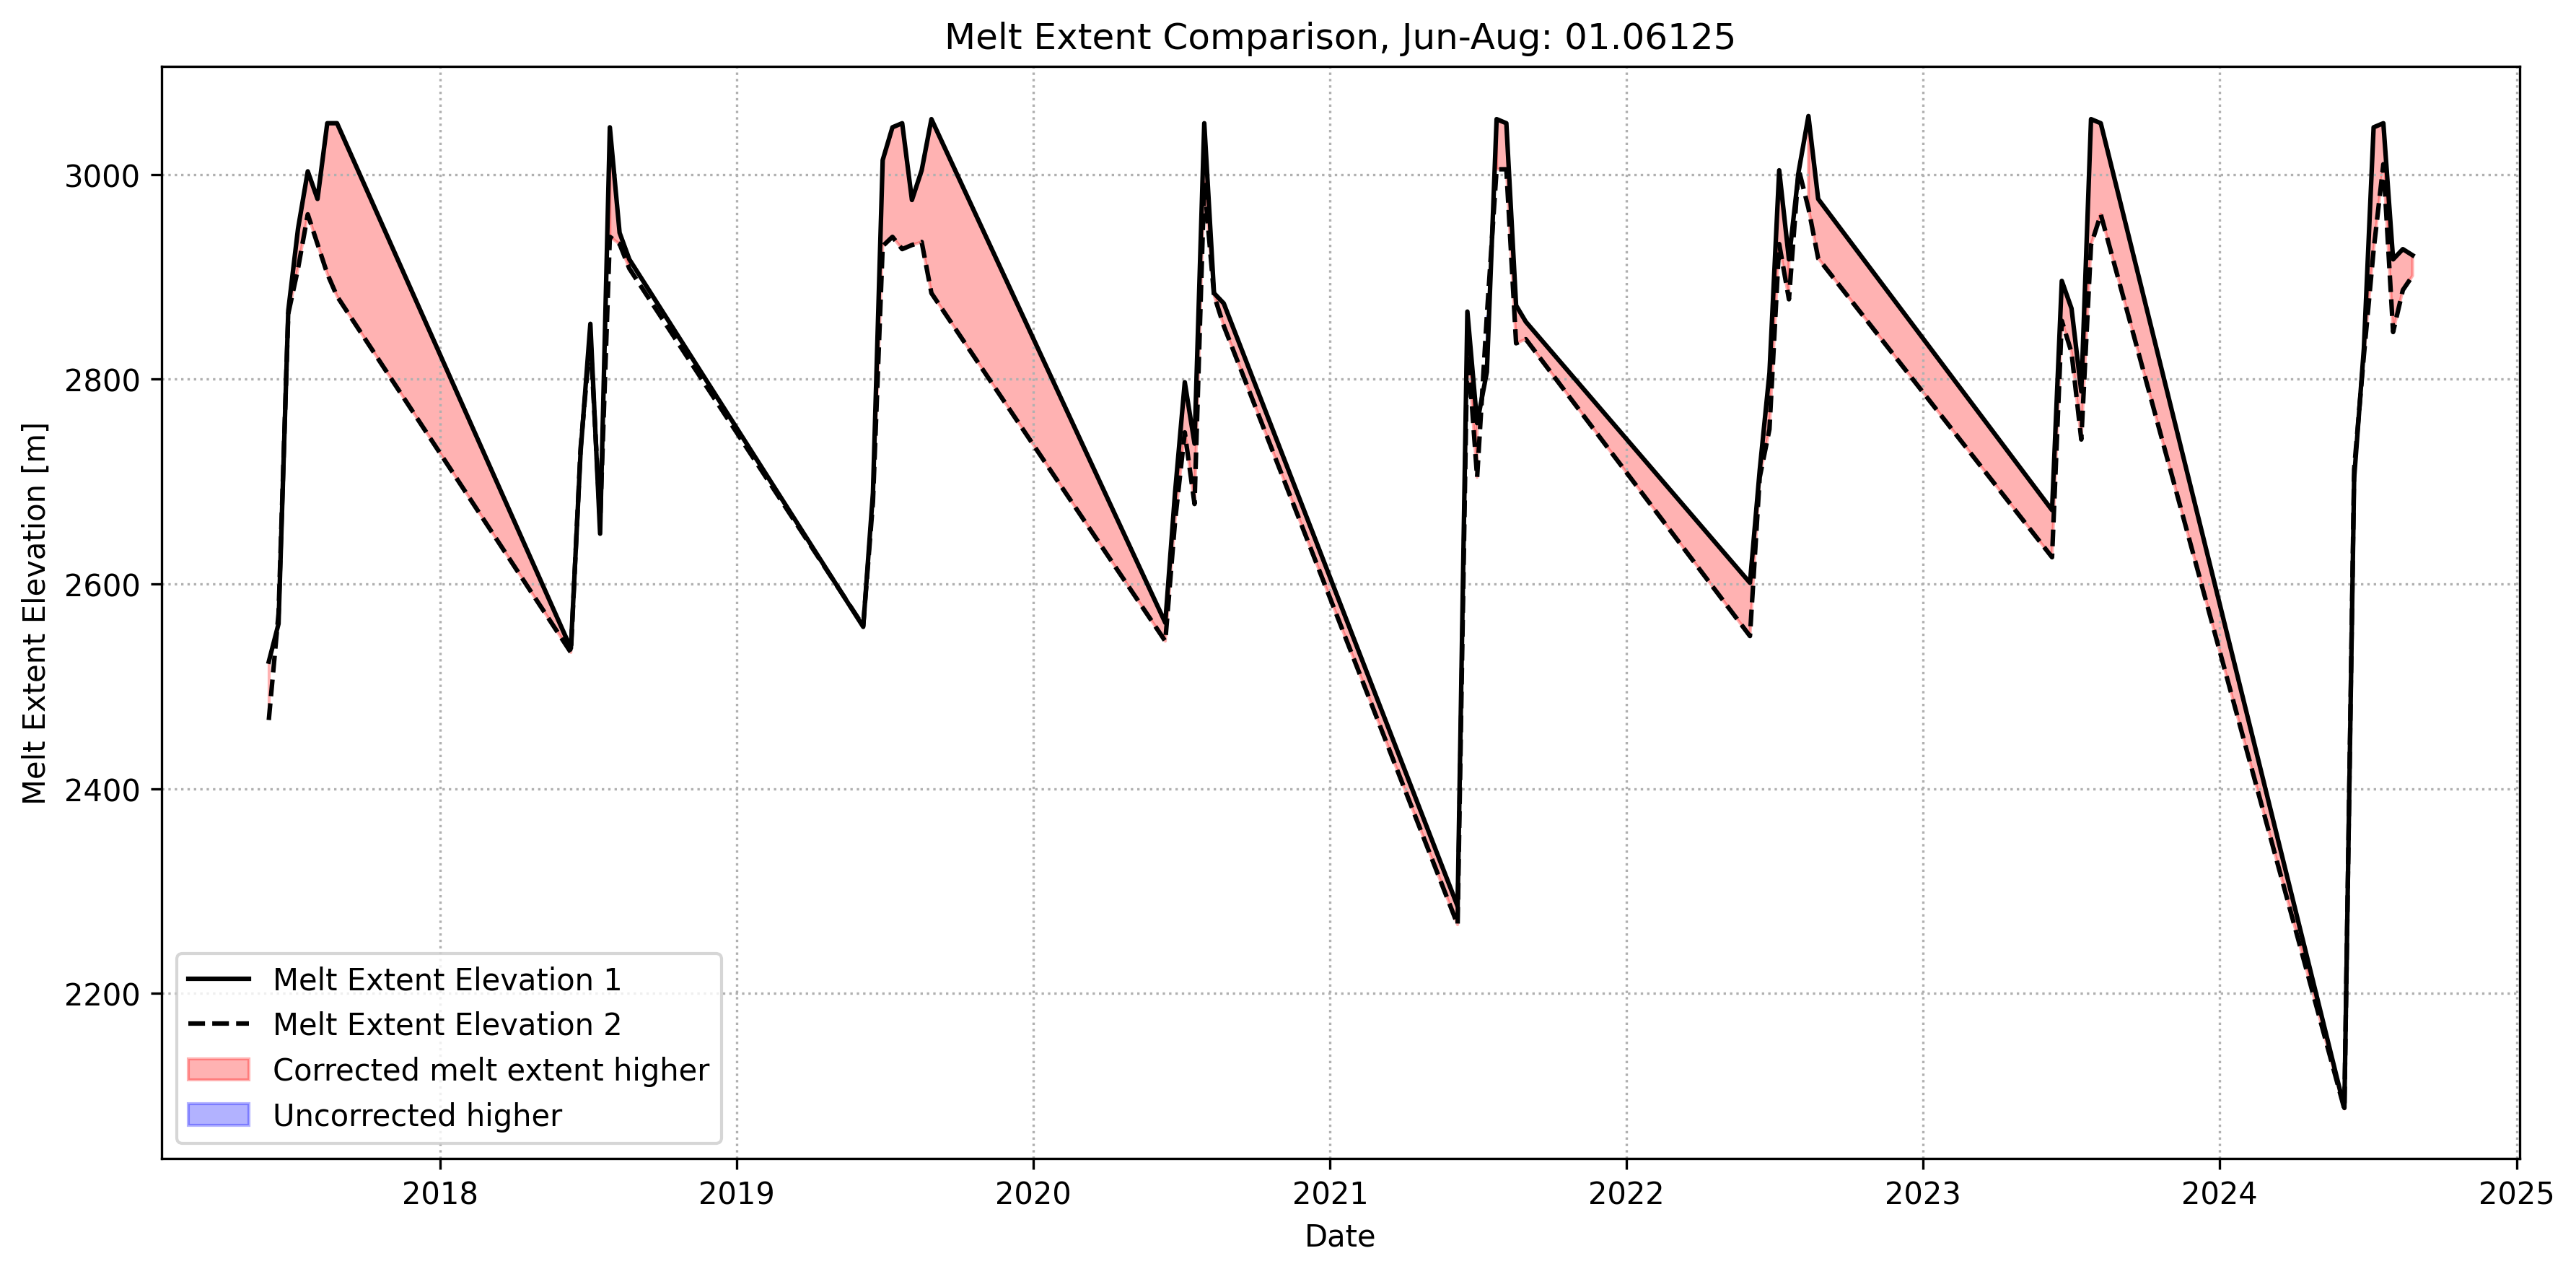 Melt Extent Comparison, Jun-Aug: 01.06125
Melt Extent Elevation [m]
3000
2800
2600
2400
2200
Melt Extent Elevation 1
Melt Extent Elevation 2
Corrected melt extent higher
Uncorrected higher
2018
2019
2020
2021
2022
2023
2024
2025
Date